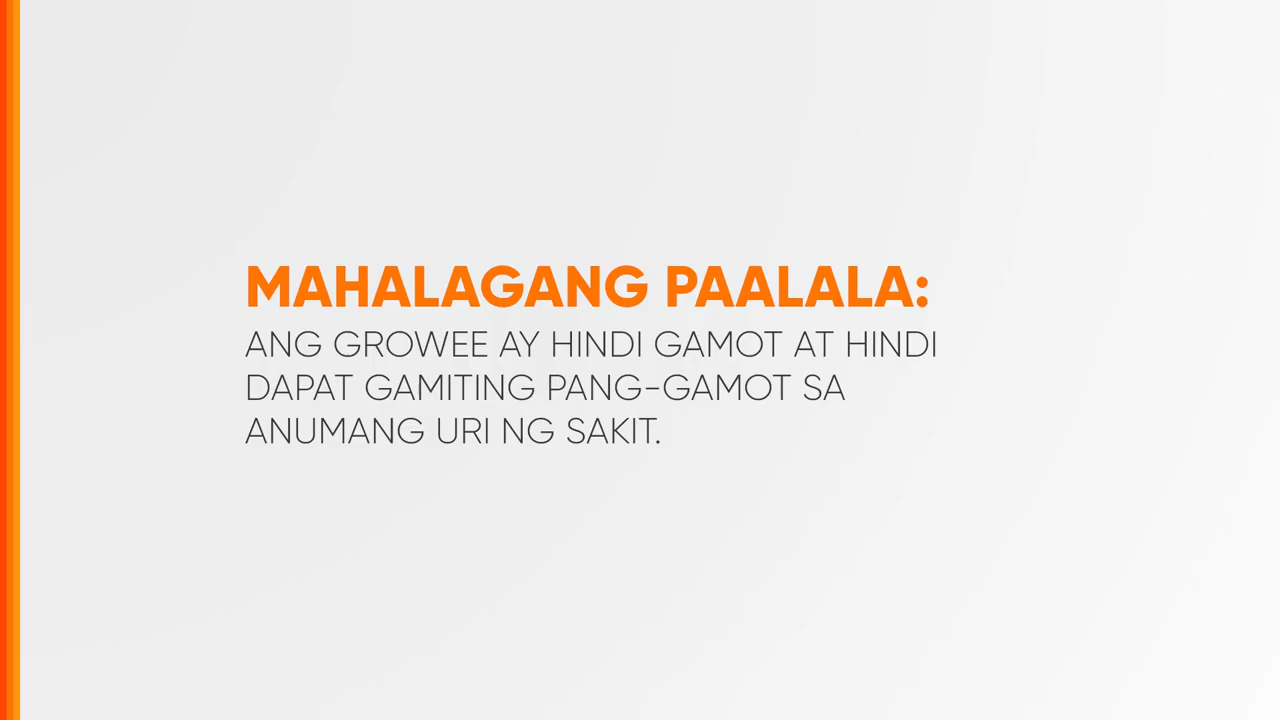 MAHALAGANG PAALALA:
ANG GROWEE AY HINDI GAMOT AT HINDI
DAPAT GAMITING PANG-GAMOT SA
ANUMANG URI NG SAKIT.